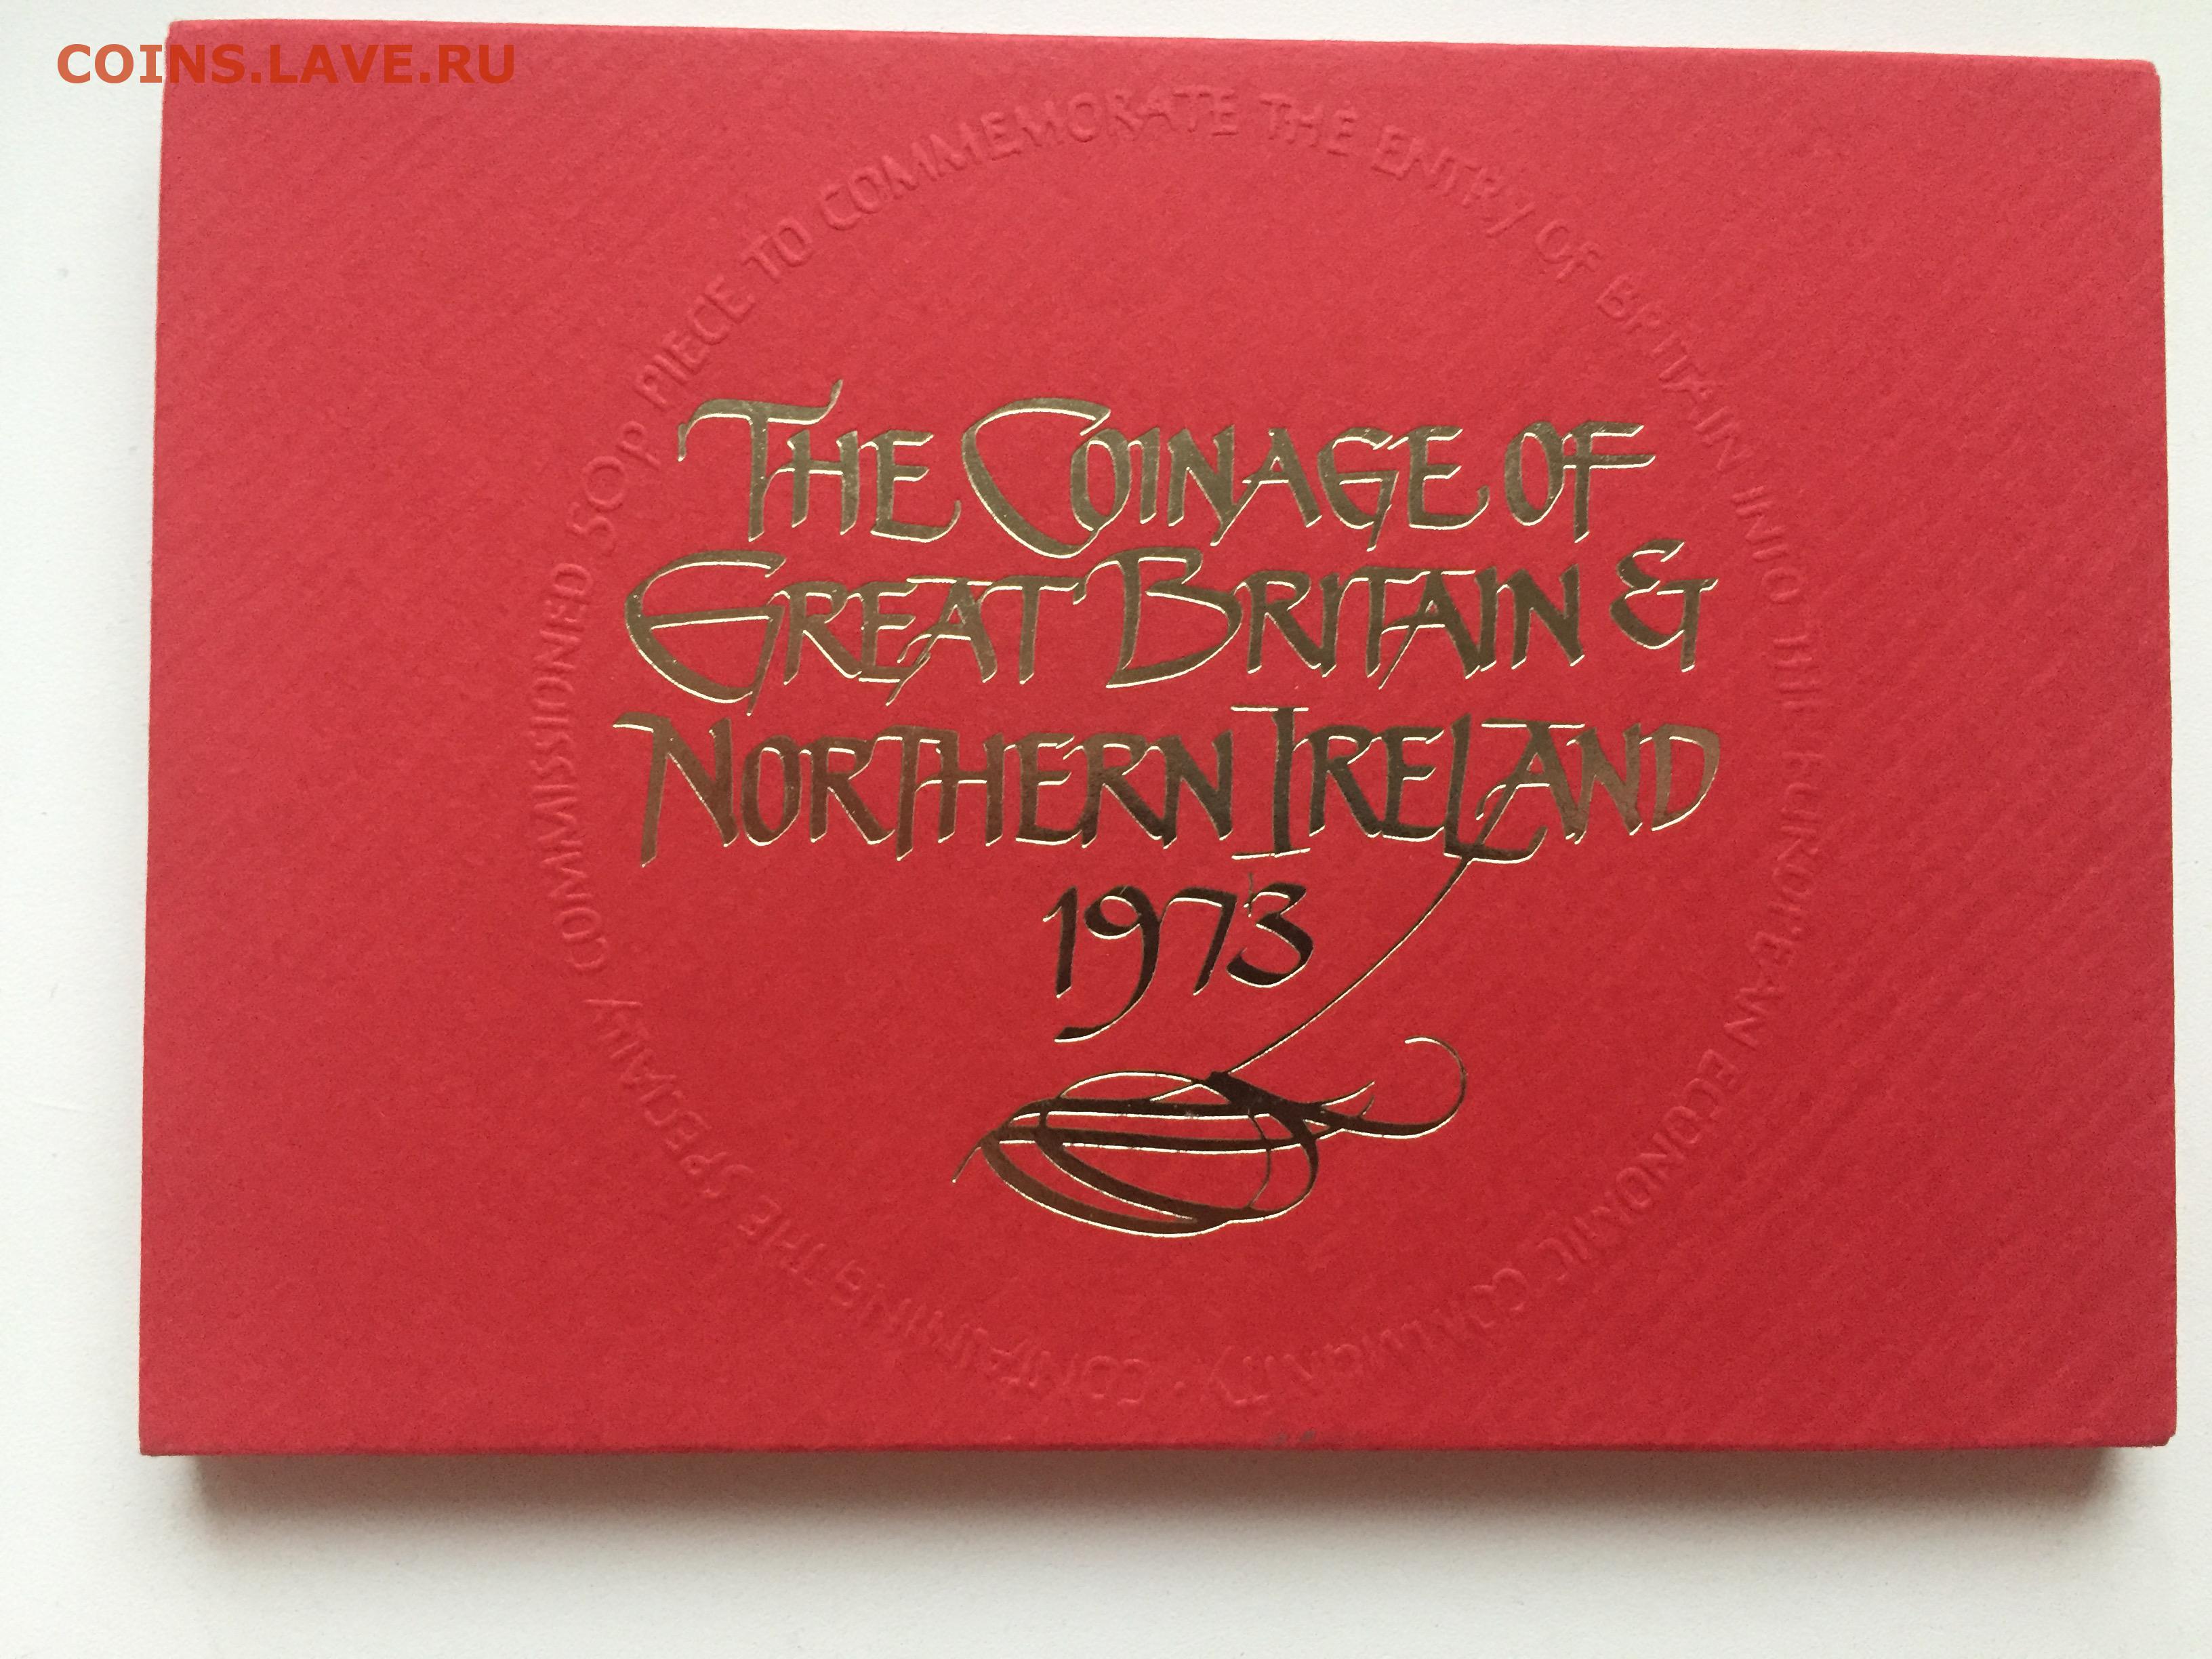 COINS.LAVE.RU
THE COINAGE OF
GREAT BRITAIN &
NORTHERN IRELAND
1973
CONTAINING THE SPECIALLY COMMISSIONED 50p PIECE TO COMMEMORATE THE ENTRY OF BRITAIN INTO THE EUROPEAN ECONOMIC COMMUNITY ·